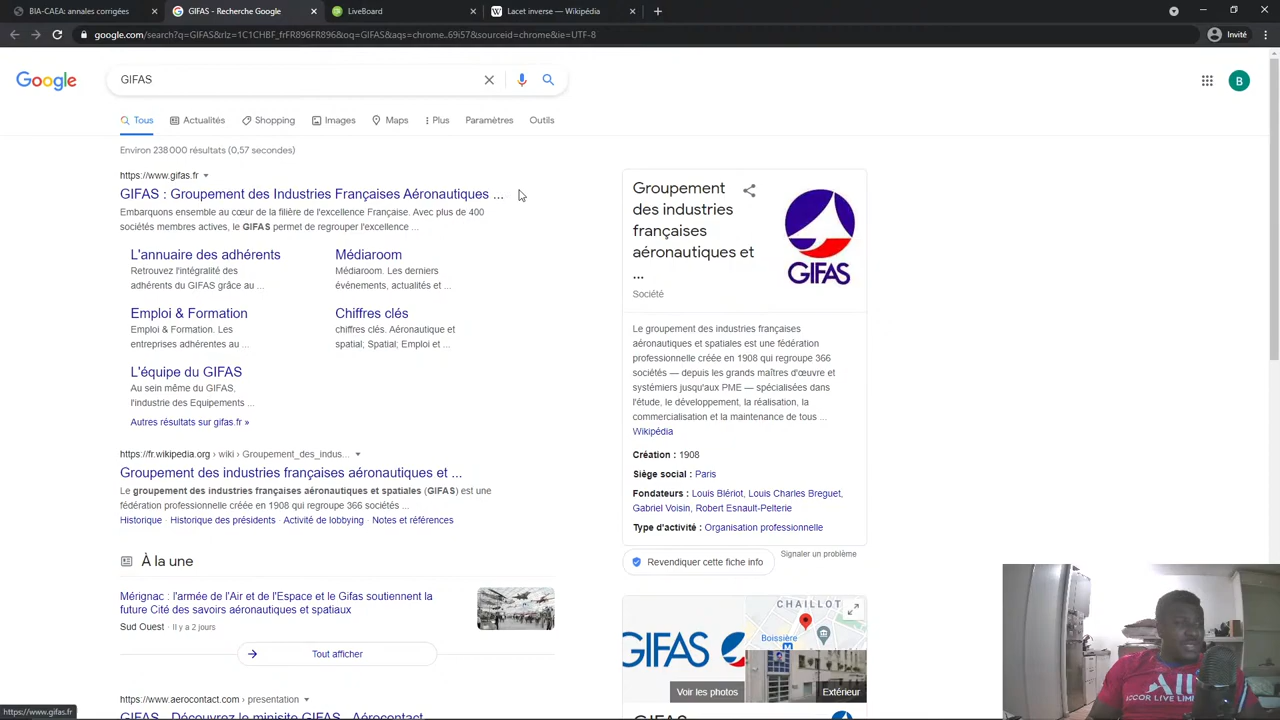 BIA-CAEA: annales corrigées
GIFAS - Recherche Google
LiveBoard
Lacet inverse — Wikipédia
google.com/search?q=GIFAS&rlz=1C1CHBF_frFR896FR896&oq=GIFAS&aqs=chrome..69i57&sourceid=chrome&ie=UTF-8
Invité
Google
GIFAS
B
Tous
Actualités
Shopping
Images
Maps
Plus
Paramètres
Outils
Environ 238 000 résultats (0,57 secondes)
https://www.gifas.fr
GIFAS : Groupement des Industries Françaises Aéronautiques ...
Embarquons ensemble au cœur de la filière de l'excellence Française. Avec plus de 400
sociétés membres actives, le GIFAS permet de regrouper l'excellence ...
L'annuaire des adhérents
Retrouvez l'intégralité des
adhérents du GIFAS grâce au ...
Médiaroom
Médiaroom. Les derniers
événements, actualités et ...
Emploi & Formation
Emploi & Formation. Les
entreprises adhérentes au ...
Chiffres clés
chiffres clés. Aéronautique et
spatial; Spatial; Emploi et ...
L'équipe du GIFAS
Au sein même du GIFAS,
l'industrie des Equipements ...
Autres résultats sur gifas.fr »
https://fr.wikipedia.org › wiki › Groupement_des_indus...
Groupement des industries françaises aéronautiques et ...
Le groupement des industries françaises aéronautiques et spatiales (GIFAS) est une
fédération professionnelle créée en 1908 qui regroupe 366 sociétés ...
Historique · Historique des présidents · Activité de lobbying · Notes et références
À la une
Mérignac : l'armée de l'Air et de l'Espace et le Gifas soutiennent la
future Cité des savoirs aéronautiques et spatiaux
Sud Ouest · Il y a 2 jours
Tout afficher
https://www.aerocontact.com › presentation
GIFAS - Découvrez le minisite GIFAS - Aérocontact
https://www.gifas.fr
Groupement
des industries
françaises
aéronautiques et
...
Société
GIFAS
Le groupement des industries françaises
aéronautiques et spatiales est une fédération
professionnelle créée en 1908 qui regroupe 366
sociétés — depuis les grands maîtres d'œuvre et
systémiers jusqu'aux PME — spécialisées dans
l'étude, le développement, la réalisation, la
commercialisation et la maintenance de tous ...
Wikipédia
Création : 1908
Siège social : Paris
Fondateurs : Louis Blériot, Louis Charles Breguet,
Gabriel Voisin, Robert Esnault-Pelterie
Type d'activité : Organisation professionnelle
Revendiquer cette fiche info
Signaler un problème
GIFAS
CHAILLOT
Boissière
Voir les photos
Extérieur
GIFAS
ALL
ACCOR LIVE LIMI